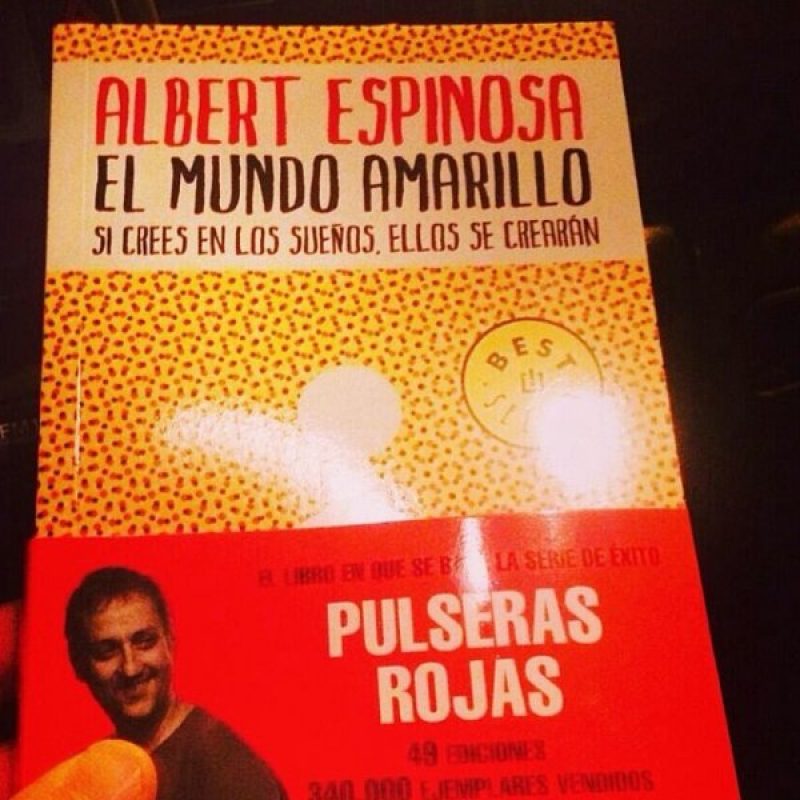 ALBERT ESPINOSA
EL MUNDO AMARILLO
SI CREES EN LOS SUEÑOS, ELLOS SE CREARÁN
BEST
EL LIBRO EN QUE SE LA SERIE DE ÉXITO
PULSERAS
ROJAS
49 EDICIONES
340.000 EJEMPLARES VENDIDOS